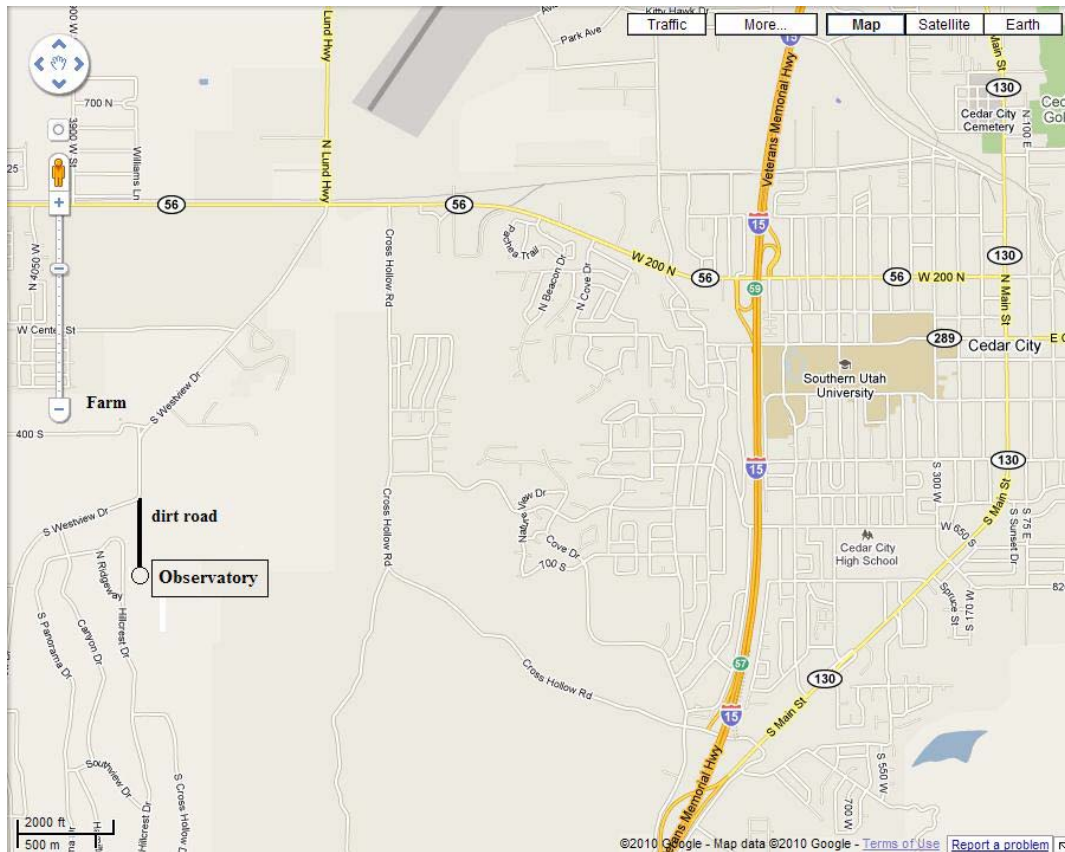 Traffic
More...
Map
Satellite
Earth
Kitty Hawk Dr
Park Ave
Lund Hwy
15
Veterans Memorial Hwy
N Main St
130
Cedar City
Cemetery
N 100 E
700 N
3900 W St
Williams Ln
N Lund Hwy
25
56
56
Cross Hollow Rd
Pachea Trail
W 200 N
N Beacon Dr
N Cove Dr
15
130
N 4050 W
56
56
W 200 N
59
N Main St
W Center St
289
Cedar City
Southern Utah
University
Farm
S Westview Dr
400 S
15
130
S Westview Dr
dirt road
Cross Hollow Rd
Nature View Dr
Cove Dr
700 S
S 300 W
W 650 S
S Main St
S Sunset Dr
S 75 E
Cedar City
High School
N Ridgeway
Observatory
Spruce St
S 170 W
S Panorama Dr
Canyon Dr
Hillcrest Dr
57
130
Cross Hollow Rd
15
S Main St
Southview Dr
Hillcrest Dr
S Cross Hollow
Veterans Memorial Hwy
S 550 W
700 W
2000 ft
500 m
©2010 Google - Map data ©2010 Google - Terms of Use
Report a problem